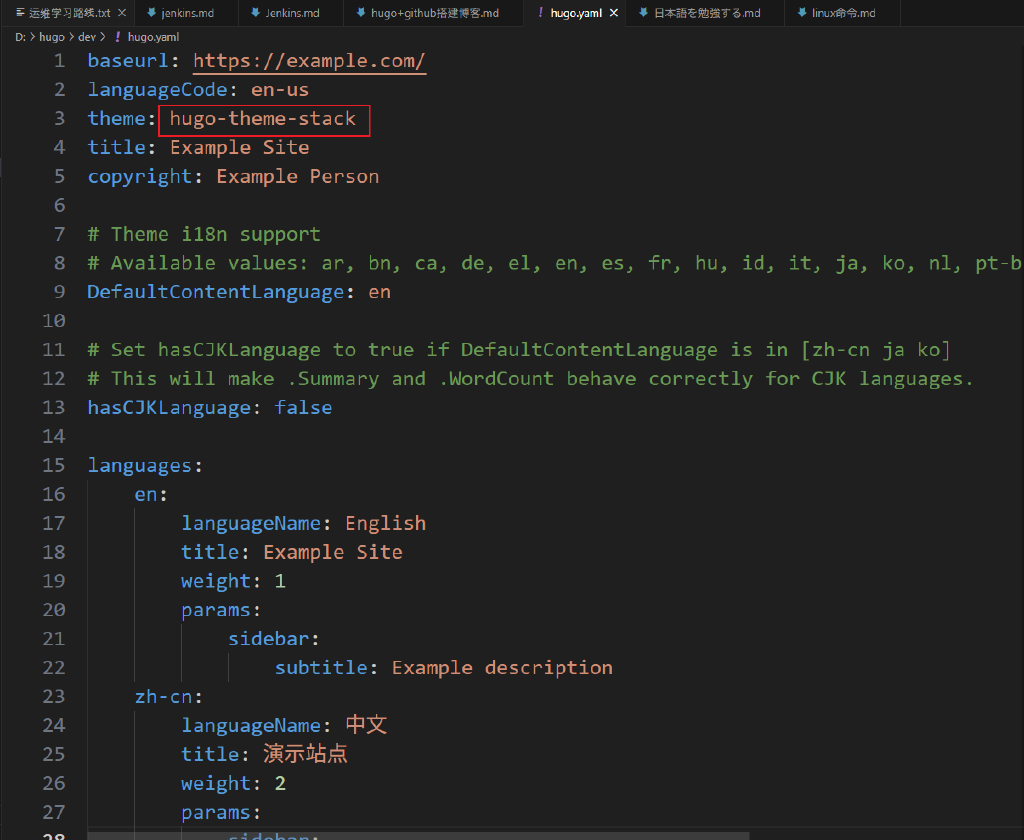 运维学习路线.txt jenkins.md Jenkins.md hugo+github搭建博客.md ! hugo.yaml 日本語を勉強する.md linux命令.md
D: > hugo > dev > ! hugo.yaml
1 baseurl: https://example.com/
2 languageCode: en-us
3 theme: hugo-theme-stack
4 title: Example Site
5 copyright: Example Person
6
7 # Theme i18n support
8 # Available values: ar, bn, ca, de, el, en, es, fr, hu, id, it, ja, ko, nl, pt-b
9 DefaultContentLanguage: en
10
11 # Set hasCJKLanguage to true if DefaultContentLanguage is in [zh-cn ja ko]
12 # This will make .Summary and .WordCount behave correctly for CJK languages.
13 hasCJKLanguage: false
14
15 languages:
16 en:
17 languageName: English
18 title: Example Site
19 weight: 1
20 params:
21 sidebar:
22 subtitle: Example description
23 zh-cn:
24 languageName: 中文
25 title: 演示站点
26 weight: 2
27 params:
28 sidebar: